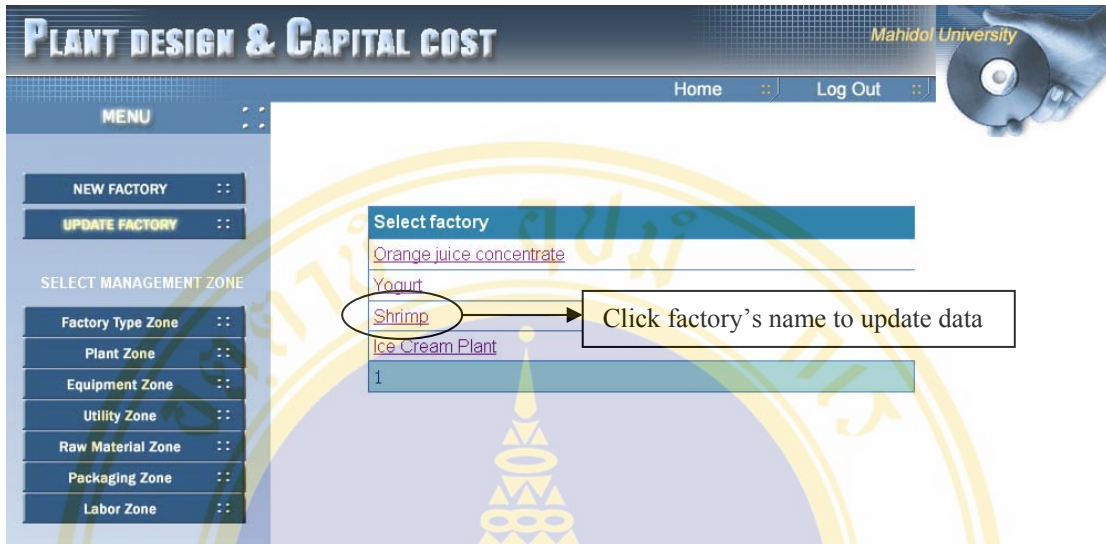 PLANT DESIGN & CAPITAL COST
Mahidol University
Home
Log Out
MENU
NEW FACTORY
UPDATE FACTORY
SELECT MANAGEMENT ZONE
Factory Type Zone
Plant Zone
Equipment Zone
Utility Zone
Raw Material Zone
Packaging Zone
Labor Zone
Select factory
Orange juice concentrate
Yogurt
Shrimp
Click factory's name to update data
Ice Cream Plant
1